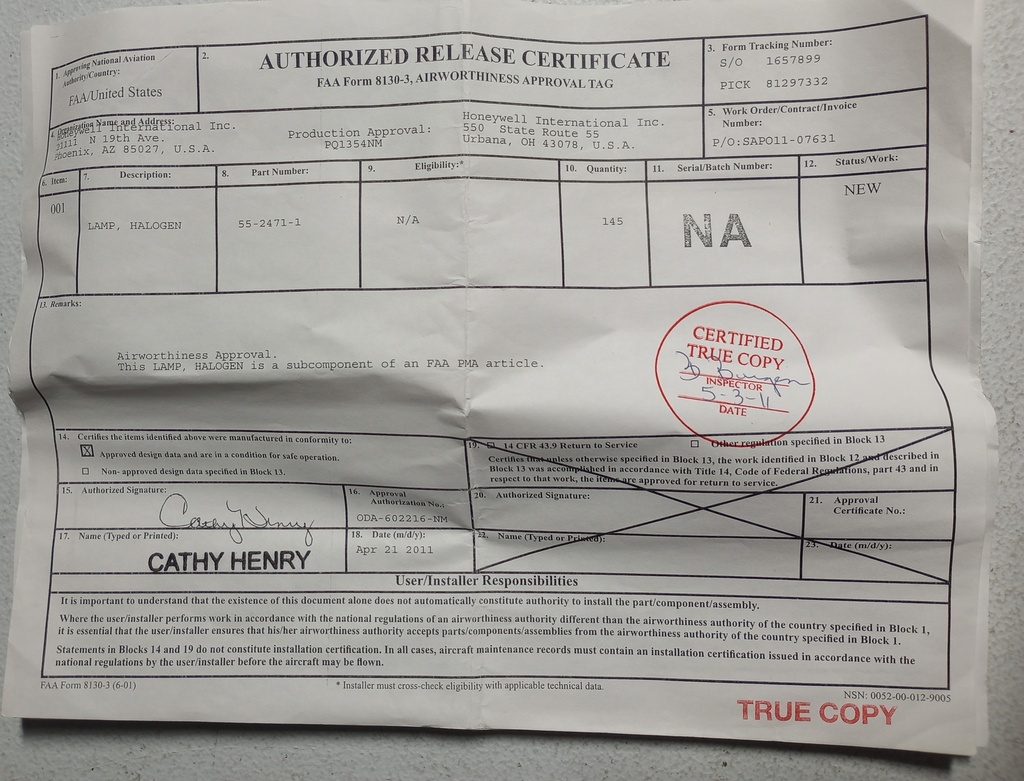 1. Approving National Aviation
Authority/Country:
FAA/United States
2.
AUTHORIZED RELEASE CERTIFICATE
FAA Form 8130-3, AIRWORTHINESS APPROVAL TAG
3. Form Tracking Number:
S/O 1657899
PICK 81297332
4. Organization Name and Address:
Honeywell International Inc.
21111 N 19th Ave.
Phoenix, AZ 85027, U.S.A.
Production Approval:
PQ1354NM
Honeywell International Inc.
550 State Route 55
Urbana, OH 43078, U.S.A.
5. Work Order/Contract/Invoice
Number:
P/O:SAPO11-07631
6. Item: 7. Description: 8. Part Number: 9. Eligibility:* 10. Quantity: 11. Serial/Batch Number: 12. Status/Work:
001 LAMP, HALOGEN 55-2471-1 N/A 145 NA NEW
13. Remarks:
Airworthiness Approval.
This LAMP, HALOGEN is a subcomponent of an FAA PMA article.
CERTIFIED
TRUE COPY
INSPECTOR
5-3-11
DATE
14. Certifies the items identified above were manufactured in conformity to:
Approved design data and are in a condition for safe operation.
Non- approved design data specified in Block 13.
19. 14 CFR 43.9 Return to Service Other regulation specified in Block 13
Certifies that unless otherwise specified in Block 13, the work identified in Block 12 and described in
Block 13 was accomplished in accordance with Title 14, Code of Federal Regulations, part 43 and in
respect to that work, the items are approved for return to service.
15. Authorized Signature:
Cathy Henry
16. Approval
Authorization No.:
ODA-602216-NM
20. Authorized Signature:
21. Approval
Certificate No.:
17. Name (Typed or Printed):
CATHY HENRY
18. Date (m/d/y):
Apr 21 2011
22. Name (Typed or Printed):
23. Date (m/d/y):
User/Installer Responsibilities
It is important to understand that the existence of this document alone does not automatically constitute authority to install the part/component/assembly.
Where the user/installer performs work in accordance with the national regulations of an airworthiness authority different than the airworthiness authority of the country specified in Block 1,
it is essential that the user/installer ensures that his/her airworthiness authority accepts parts/components/assemblies from the airworthiness authority of the country specified in Block 1.
Statements in Blocks 14 and 19 do not constitute installation certification. In all cases, aircraft maintenance records must contain an installation certification issued in accordance with the
national regulations by the user/installer before the aircraft may be flown.
FAA Form 8130-3 (6-01)
* Installer must cross-check eligibility with applicable technical data.
NSN: 0052-00-012-9005
TRUE COPY